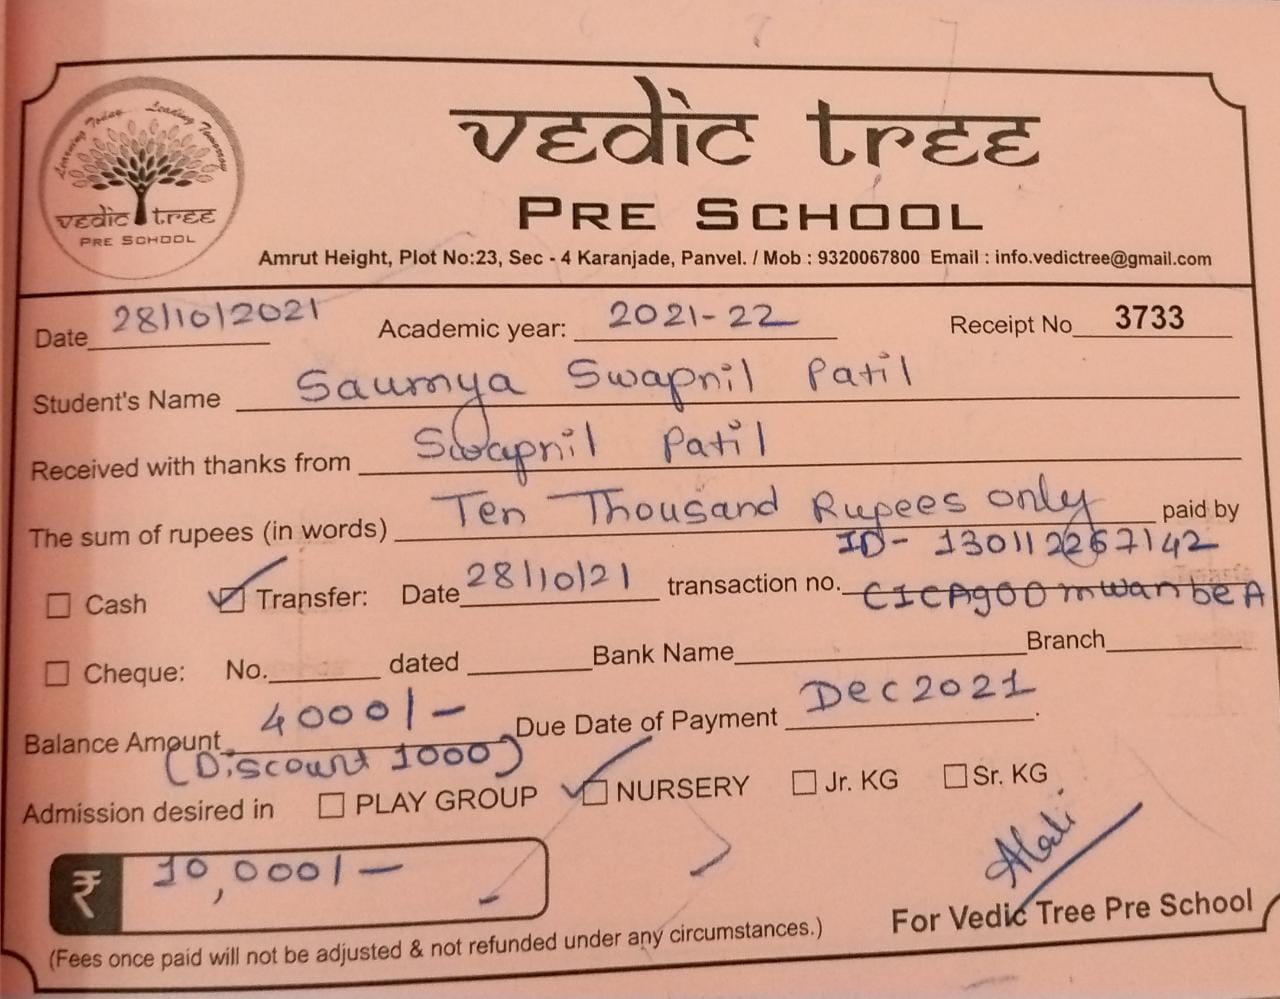 Learning Today... Leading Tomorrow
vedic tree
PRE SCHOOL
vedic tree
PRE SCHOOL
Amrut Height, Plot No:23, Sec - 4 Karanjade, Panvel. / Mob : 9320067800 Email : info.vedictree@gmail.com
Date 28/10/2021 Academic year: 2021-22 Receipt No 3733
Student's Name Saumya Swapnil Patil
Received with thanks from Swapnil Patil
The sum of rupees (in words) Ten Thousand Rupees only paid by
ID- 130112267142
Cash Transfer: Date 28/10/21 transaction no.
Cheque: No. dated Bank Name Branch
Balance Amount 4000/- Due Date of Payment Dec 2021
(Discount 1000)
Admission desired in PLAY GROUP NURSERY Jr. KG Sr. KG
₹ 10,000/-
For Vedic Tree Pre School
(Fees once paid will not be adjusted & not refunded under any circumstances.)